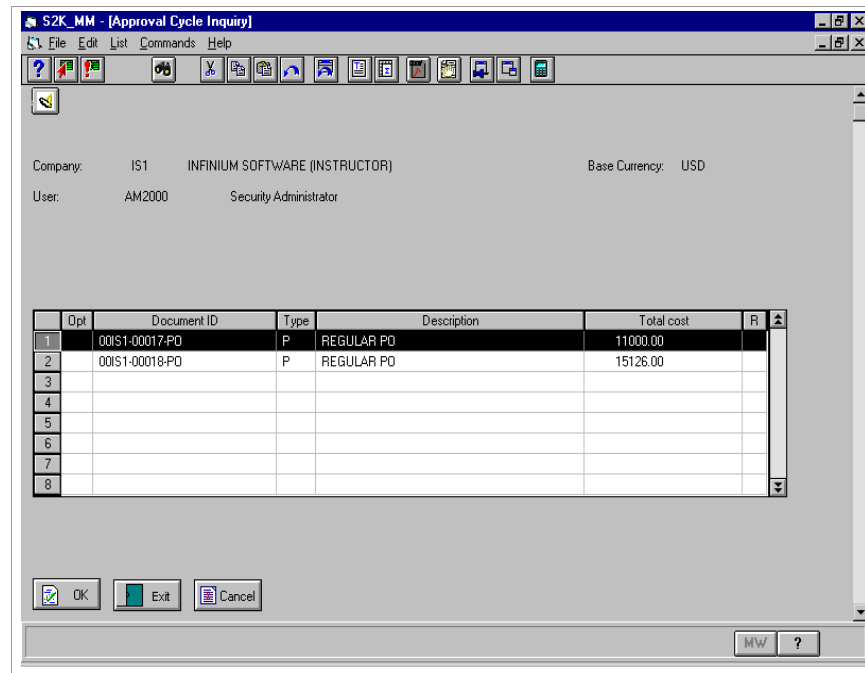 S2K_MM - [Approval Cycle Inquiry]
File Edit List Commands Help
?
Company: IS1 INFINIUM SOFTWARE (INSTRUCTOR) Base Currency: USD
User: AM2000 Security Administrator
Opt Document ID Type Description Total cost R
1 00IS1-00017-PO P REGULAR PO 11000.00
2 00IS1-00018-PO P REGULAR PO 15126.00
3
4
5
6
7
8
OK Exit Cancel
MW ?